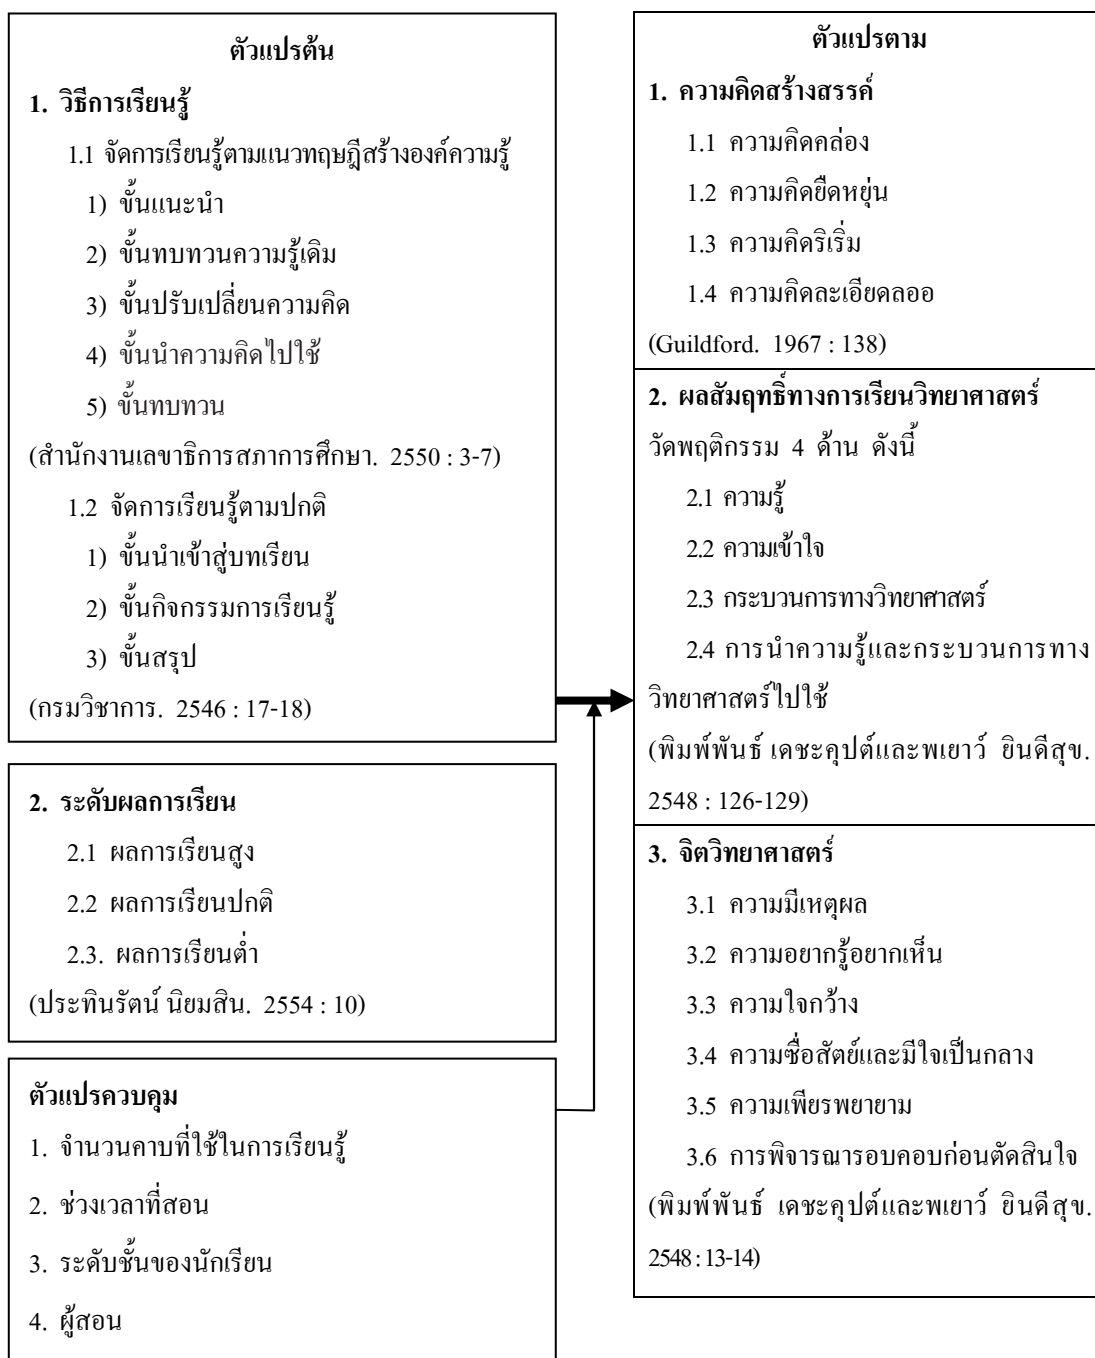 ตัวแปรต้น
1. วิธีการเรียนรู้
1.1 จัดการเรียนรู้ตามแนวทฤษฎีสร้างองค์ความรู้
1) ขั้นแนะนำ
2) ขั้นทบทวนความรู้เดิม
3) ขั้นปรับเปลี่ยนความคิด
4) ขั้นนำความคิดไปใช้
5) ขั้นทบทวน
(สำนักงานเลขาธิการสภาการศึกษา. 2550 : 3-7)
1.2 จัดการเรียนรู้ตามปกติ
1) ขั้นนำเข้าสู่บทเรียน
2) ขั้นกิจกรรมการเรียนรู้
3) ขั้นสรุป
(กรมวิชาการ. 2546 : 17-18)
2. ระดับผลการเรียน
2.1 ผลการเรียนสูง
2.2 ผลการเรียนปกติ
2.3. ผลการเรียนต่ำ
(ประทินรัตน์ นิยมสิน. 2554 : 10)
ตัวแปรควบคุม
1. จำนวนคาบที่ใช้ในการเรียนรู้
2. ช่วงเวลาที่สอน
3. ระดับชั้นของนักเรียน
4. ผู้สอน
ตัวแปรตาม
1. ความคิดสร้างสรรค์
1.1 ความคิดคล่อง
1.2 ความคิดยืดหยุ่น
1.3 ความคิดริเริ่ม
1.4 ความคิดละเอียดลออ
(Guildford. 1967 : 138)
2. ผลสัมฤทธิ์ทางการเรียนวิทยาศาสตร์
วัดพฤติกรรม 4 ด้าน ดังนี้
2.1 ความรู้
2.2 ความเข้าใจ
2.3 กระบวนการทางวิทยาศาสตร์
2.4 การนำความรู้และกระบวนการทาง
วิทยาศาสตร์ไปใช้
(พิมพ์พันธ์ เดชะคุปต์และพเยาว์ ยินดีสุข.
2548 : 126-129)
3. จิตวิทยาศาสตร์
3.1 ความมีเหตุผล
3.2 ความอยากรู้อยากเห็น
3.3 ความใจกว้าง
3.4 ความซื่อสัตย์และมีใจเป็นกลาง
3.5 ความเพียรพยายาม
3.6 การพิจารณารอบคอบก่อนตัดสินใจ
(พิมพ์พันธ์ เดชะคุปต์และพเยาว์ ยินดีสุข.
2548 : 13-14)